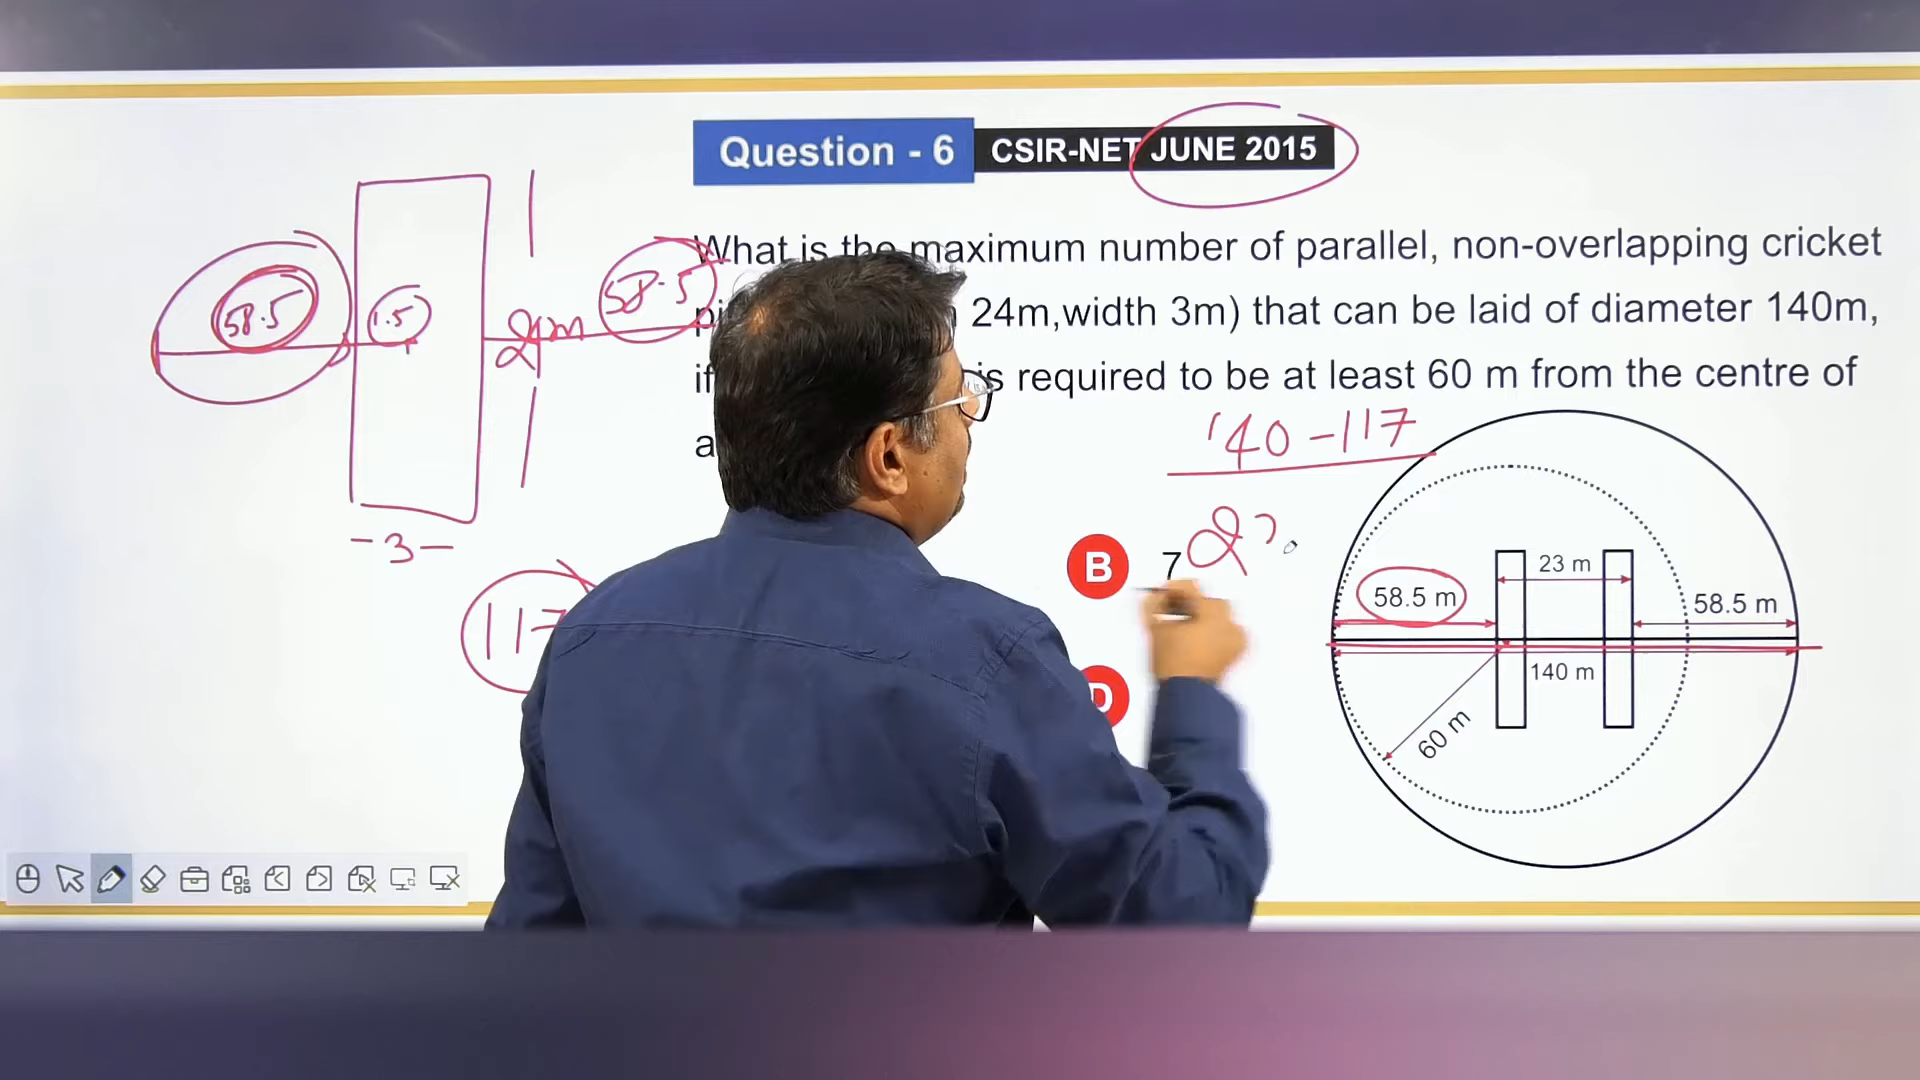 Question - 6 CSIR-NET JUNE 2015
What is the maximum number of parallel, non-overlapping cricket
24m,width 3m) that can be laid of diameter 140m,
if is required to be at least 60 m from the centre of
58.5
1.5
58.5
- 3 -
117
140 - 117
B 7
D
23 m
58.5 m
58.5 m
140 m
60 m